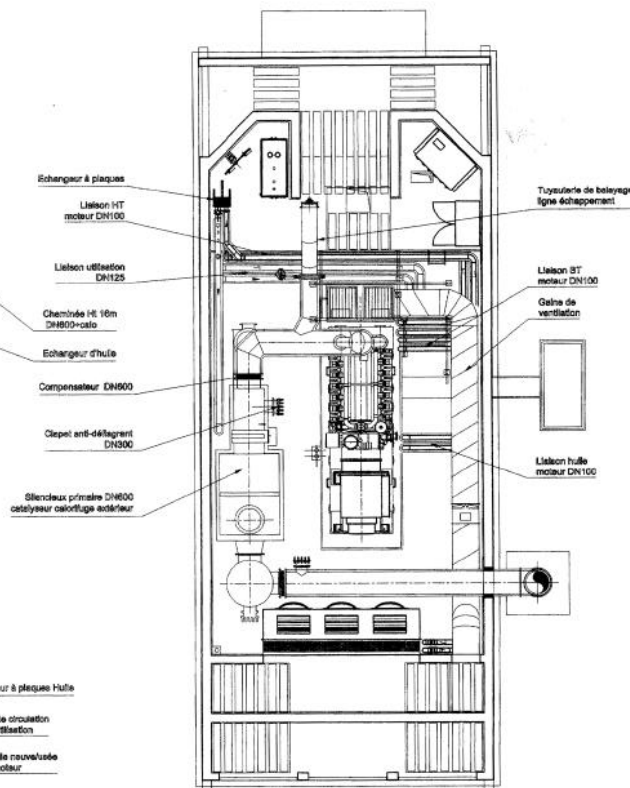 Echangeur à plaques
Liaison HT
moteur DN100
Liaison utilisation
DN125
Cheminée Ht 16m
DN600+calo
Echangeur d'huile
Compensateur DN600
Clapet anti-déflagrant
DN300
Silencieux primaire DN600
catalyseur calorifuge extérieur
Tuyauterie de balayage
ligne échappement
Liaison BT
moteur DN100
Gaine de
ventilation
Liaison huile
moteur DN100
ur à plaques Huile
e circulation
tilisation
ile neuve/usée
oteur